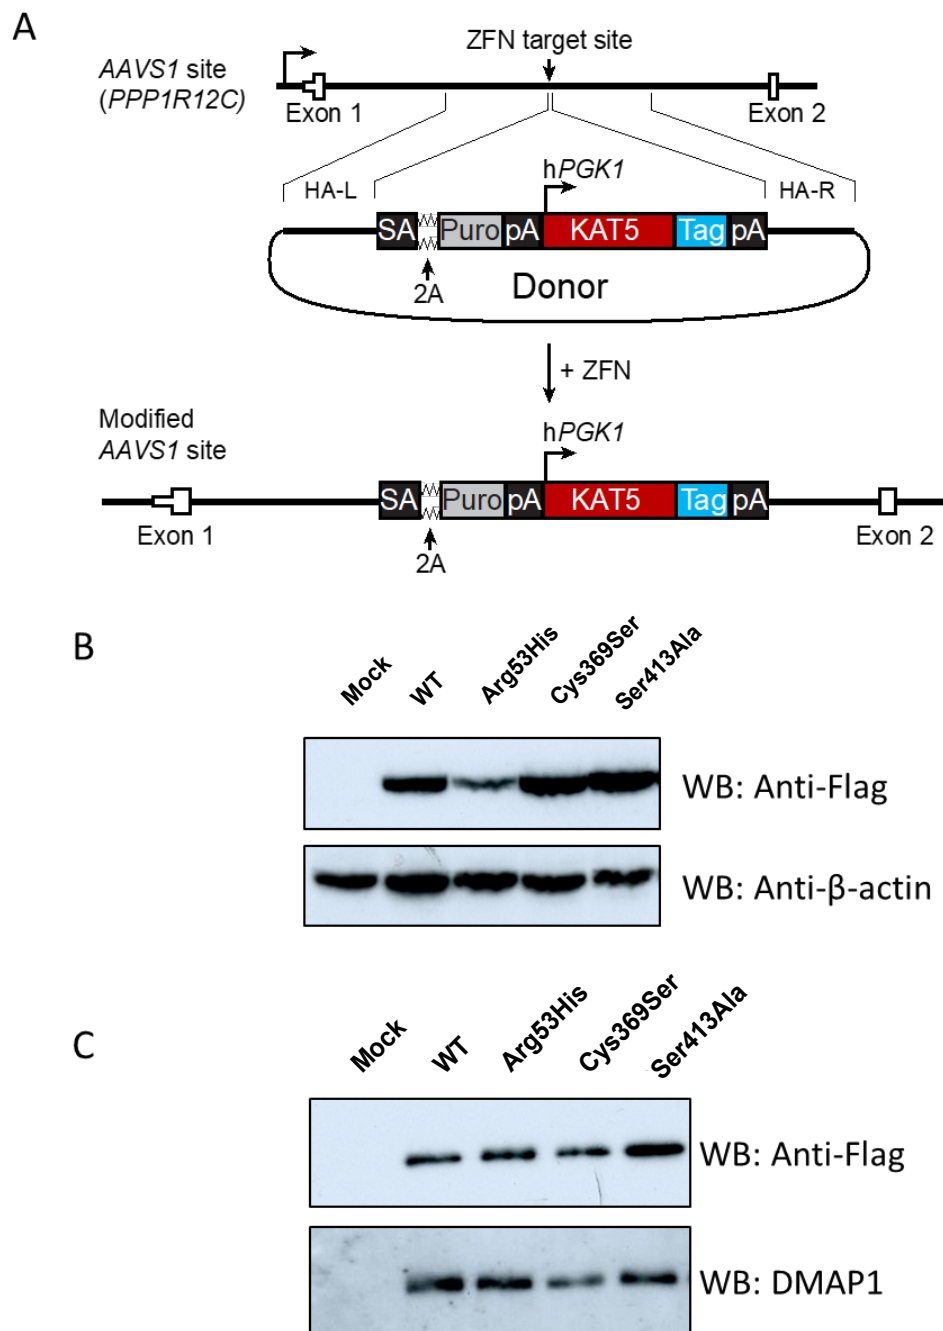 A
ZFN target site
AAVS1 site
(PPP1R12C)
Exon 1
Exon 2
HA-L
hPGK1
HA-R
SA Puro pA KAT5 Tag pA
2A
Donor
+ ZFN
Modified
AAVS1 site
hPGK1
SA Puro pA KAT5 Tag pA
Exon 1
2A
Exon 2
B
Mock WT Arg53His Cys369Ser Ser413Ala
WB: Anti-Flag
WB: Anti-β-actin
C
Mock WT Arg53His Cys369Ser Ser413Ala
WB: Anti-Flag
WB: DMAP1